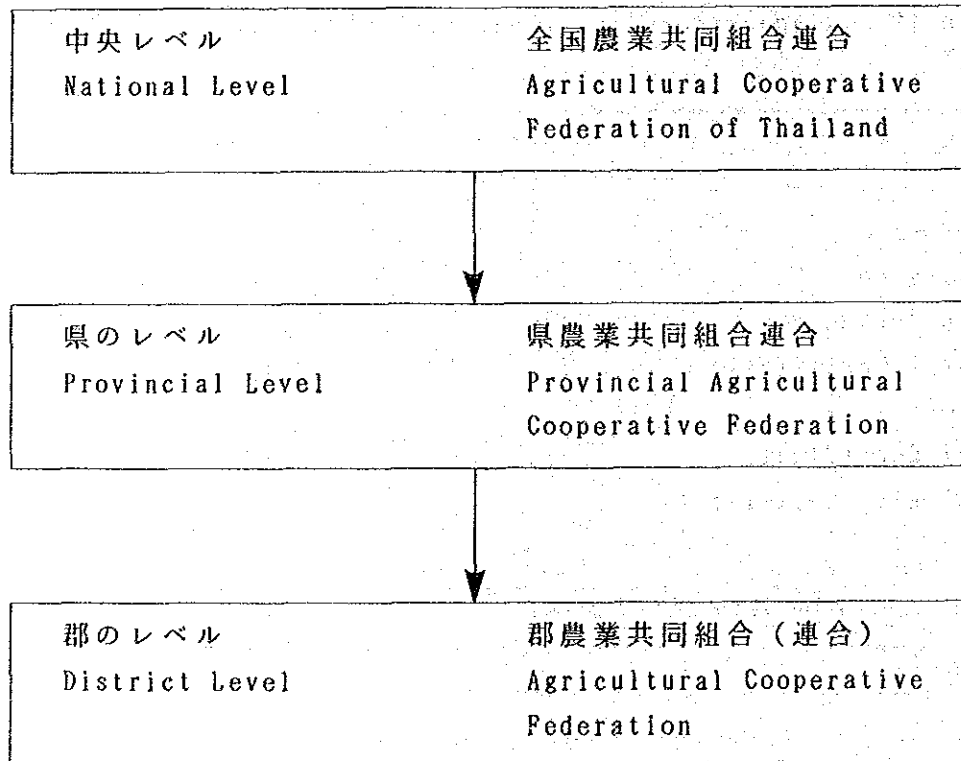 中央レベル 全国農業共同組合連合
National Level Agricultural Cooperative
Federation of Thailand
県のレベル 県農業共同組合連合
Provincial Level Provincial Agricultural
Cooperative Federation
郡のレベル 郡農業共同組合（連合）
District Level Agricultural Cooperative
Federation